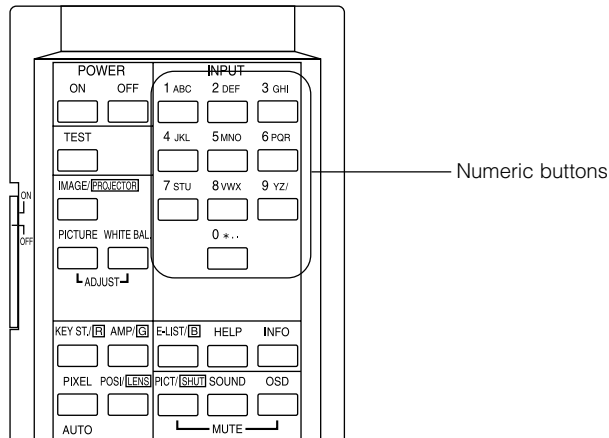 POWER INPUT
ON OFF 1 ABC 2 DEF 3 GHI
TEST 4 JKL 5 MNO 6 PQR
IMAGE/PROJECTOR 7 STU 8 VWX 9 YZ/
Numeric buttons
ON
OFF
PICTURE WHITE BAL. 0 *..
ADJUST
KEY ST./R AMP/G E-LIST/B HELP INFO
PIXEL POSI/LENS PICT/SHUT SOUND OSD
AUTO MUTE